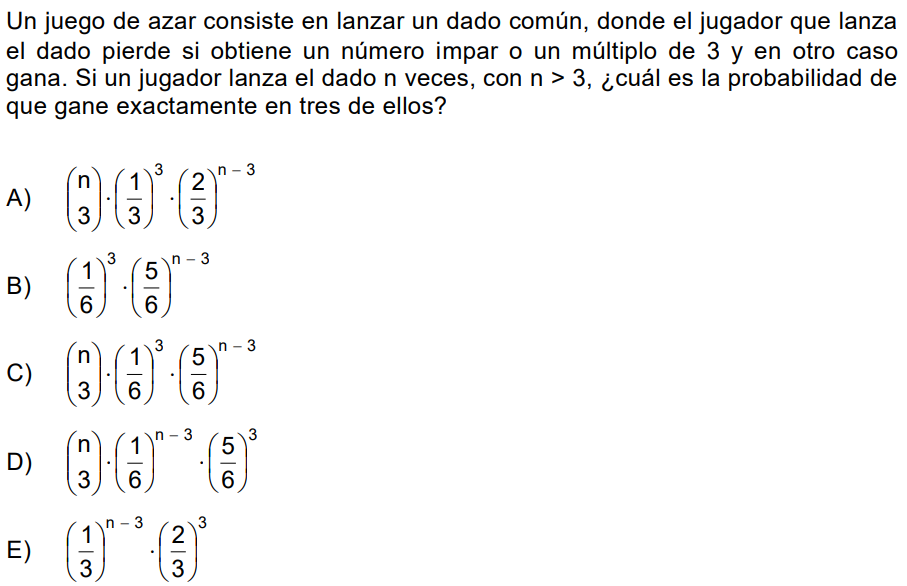 Un juego de azar consiste en lanzar un dado común, donde el jugador que lanza
el dado pierde si obtiene un número impar o un múltiplo de 3 y en otro caso
gana. Si un jugador lanza el dado n veces, con n > 3, ¿cuál es la probabilidad de
que gane exactamente en tres de ellos?
A) $\binom{n}{3} \cdot \left(\frac{1}{3}\right)^{3} \cdot \left(\frac{2}{3}\right)^{n-3}$
B) $\left(\frac{1}{6}\right)^{3} \cdot \left(\frac{5}{6}\right)^{n-3}$
C) $\binom{n}{3} \cdot \left(\frac{1}{6}\right)^{3} \cdot \left(\frac{5}{6}\right)^{n-3}$
D) $\binom{n}{3} \cdot \left(\frac{1}{6}\right)^{n-3} \cdot \left(\frac{5}{6}\right)^{3}$
E) $\left(\frac{1}{3}\right)^{n-3} \cdot \left(\frac{2}{3}\right)^{3}$